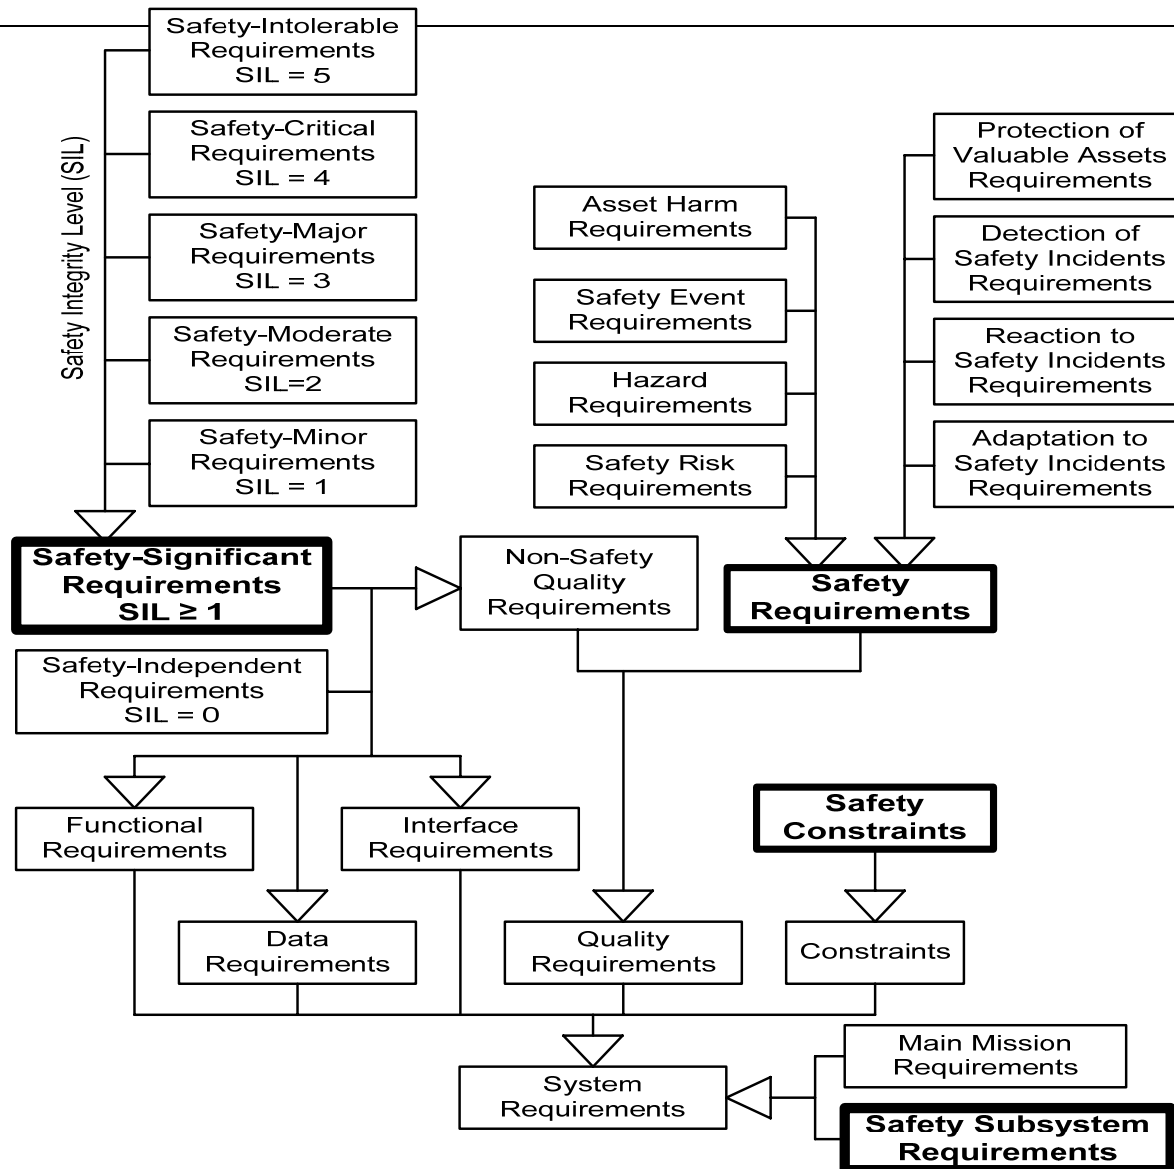 Safety-Intolerable
Requirements
SIL = 5
Safety-Critical
Requirements
SIL = 4
Safety-Major
Requirements
SIL = 3
Safety-Moderate
Requirements
SIL=2
Safety-Minor
Requirements
SIL = 1
Safety Integrity Level (SIL)
Asset Harm
Requirements
Safety Event
Requirements
Hazard
Requirements
Safety Risk
Requirements
Protection of
Valuable Assets
Requirements
Detection of
Safety Incidents
Requirements
Reaction to
Safety Incidents
Requirements
Adaptation to
Safety Incidents
Requirements
Safety-Significant
Requirements
SIL ≥ 1
Non-Safety
Quality
Requirements
Safety
Requirements
Safety-Independent
Requirements
SIL = 0
Functional
Requirements
Interface
Requirements
Safety
Constraints
Data
Requirements
Quality
Requirements
Constraints
System
Requirements
Main Mission
Requirements
Safety Subsystem
Requirements